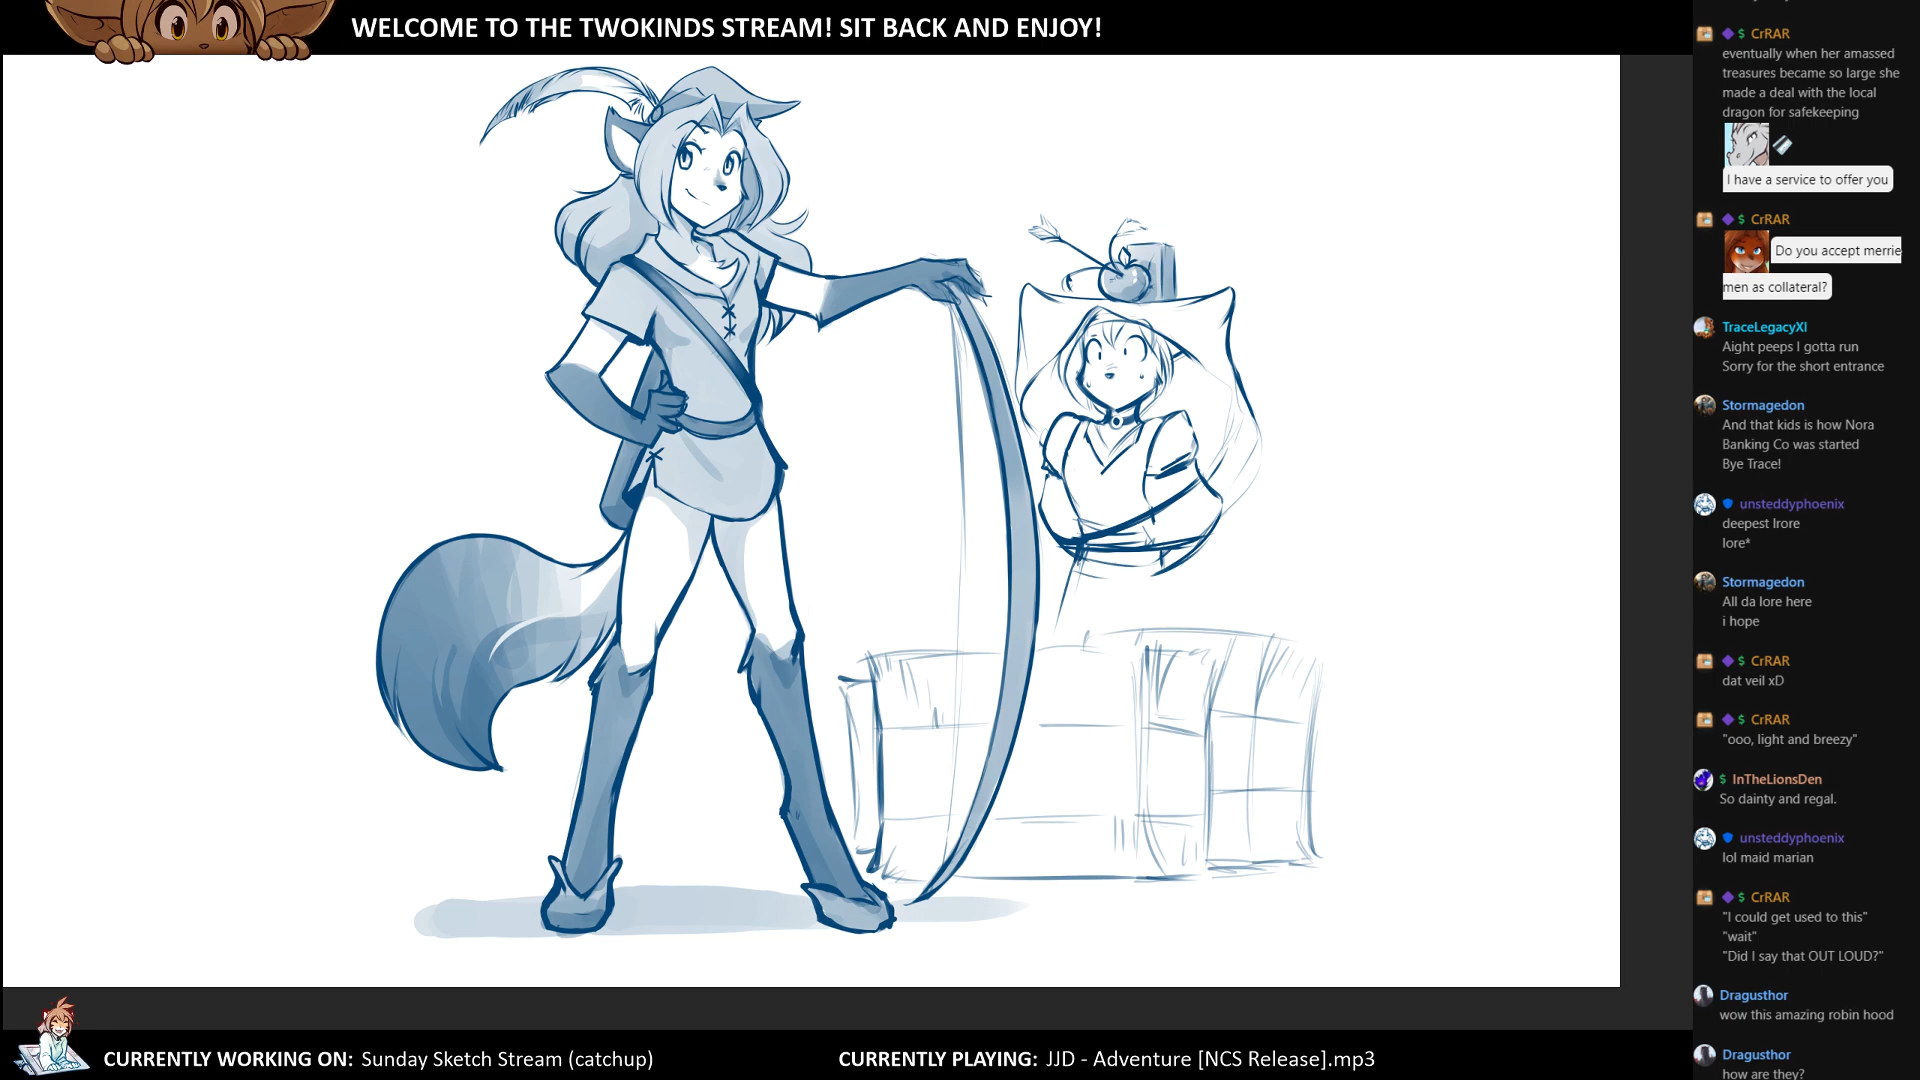 WELCOME TO THE TWOKINDS STREAM! SIT BACK AND ENJOY!
$ CrRAR
eventually when her amassed
treasures became so large she
made a deal with the local
dragon for safekeeping
I have a service to offer you
$ CrRAR
Do you accept merrie
men as collateral?
TraceLegacyXI
Aight peeps I gotta run
Sorry for the short entrance
Stormagedon
And that kids is how Nora
Banking Co was started
Bye Trace!
unsteddyphoenix
deepest lrore
lore*
Stormagedon
All da lore here
i hope
$ CrRAR
dat veil xD
$ CrRAR
"ooo, light and breezy"
$ InTheLionsDen
So dainty and regal.
unsteddyphoenix
lol maid marian
$ CrRAR
"I could get used to this"
"wait"
"Did I say that OUT LOUD?"
Dragusthor
wow this amazing robin hood
Dragusthor
how are they?
CURRENTLY WORKING ON: Sunday Sketch Stream (catchup)
CURRENTLY PLAYING: JJD - Adventure [NCS Release].mp3